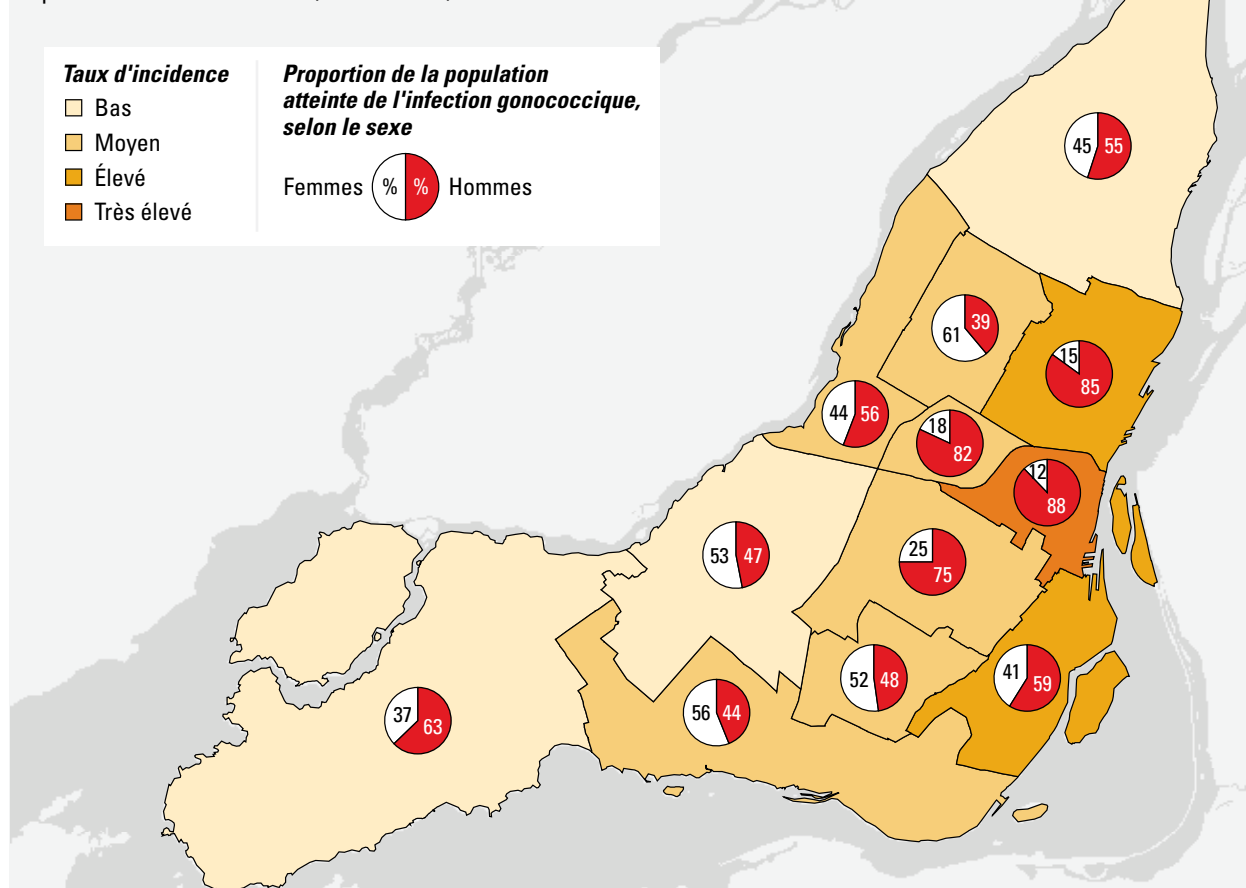 Taux d'incidence
Bas
Moyen
Élevé
Très élevé
Proportion de la population
atteinte de l'infection gonococcique,
selon le sexe
Femmes % % Hommes
45 55
61 39
15
85
44 56
18
82
12
88
53 47
25
75
52 48
41
59
56 44
37
63